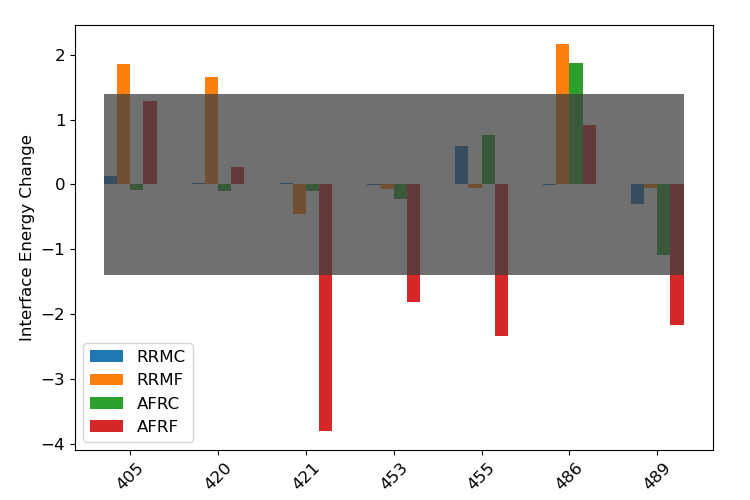 Interface Energy Change
2
1
0
−1
−2
−3
−4
RRMC
RRMF
AFRC
AFRF
405
420
421
453
455
486
489